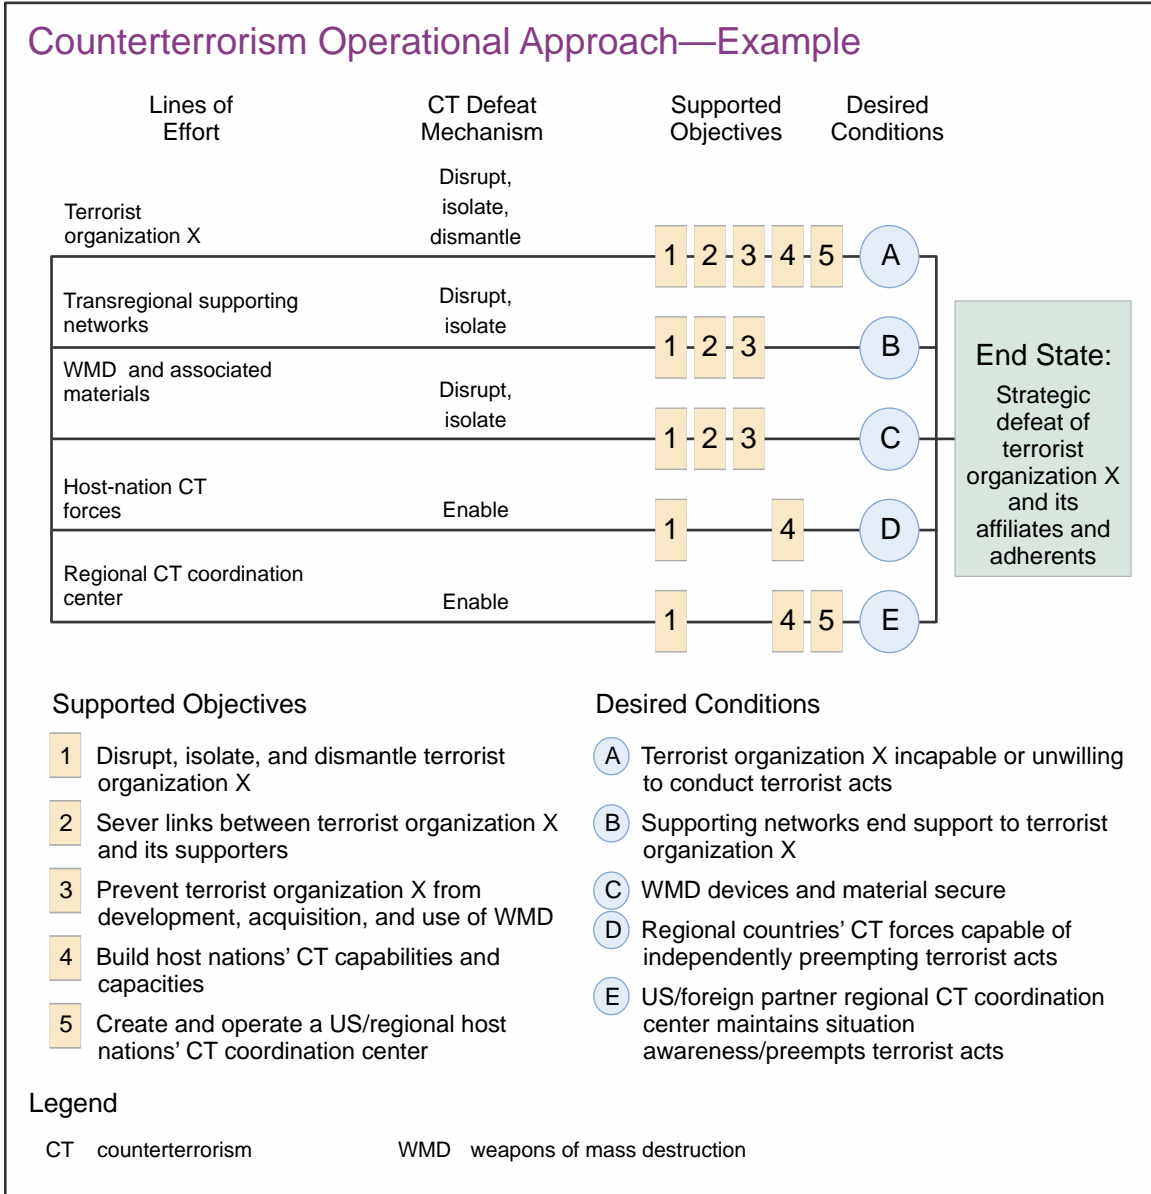 Counterterrorism Operational Approach—Example
Lines of
Effort
CT Defeat
Mechanism
Supported
Objectives
Desired
Conditions
Terrorist
organization X
Disrupt,
isolate,
dismantle
1 2 3 4 5 A
Transregional supporting
networks
Disrupt,
isolate
1 2 3 B
WMD and associated
materials
Disrupt,
isolate
1 2 3 C
Host-nation CT
forces
Enable
1 4 D
Regional CT coordination
center
Enable
1 4 5 E
End State:
Strategic
defeat of
terrorist
organization X
and its
affiliates and
adherents
Supported Objectives
1 Disrupt, isolate, and dismantle terrorist
organization X
2 Sever links between terrorist organization X
and its supporters
3 Prevent terrorist organization X from
development, acquisition, and use of WMD
4 Build host nations’ CT capabilities and
capacities
5 Create and operate a US/regional host
nations’ CT coordination center
Desired Conditions
A Terrorist organization X incapable or unwilling
to conduct terrorist acts
B Supporting networks end support to terrorist
organization X
C WMD devices and material secure
D Regional countries’ CT forces capable of
independently preempting terrorist acts
E US/foreign partner regional CT coordination
center maintains situation
awareness/preempts terrorist acts
Legend
CT counterterrorism
WMD weapons of mass destruction